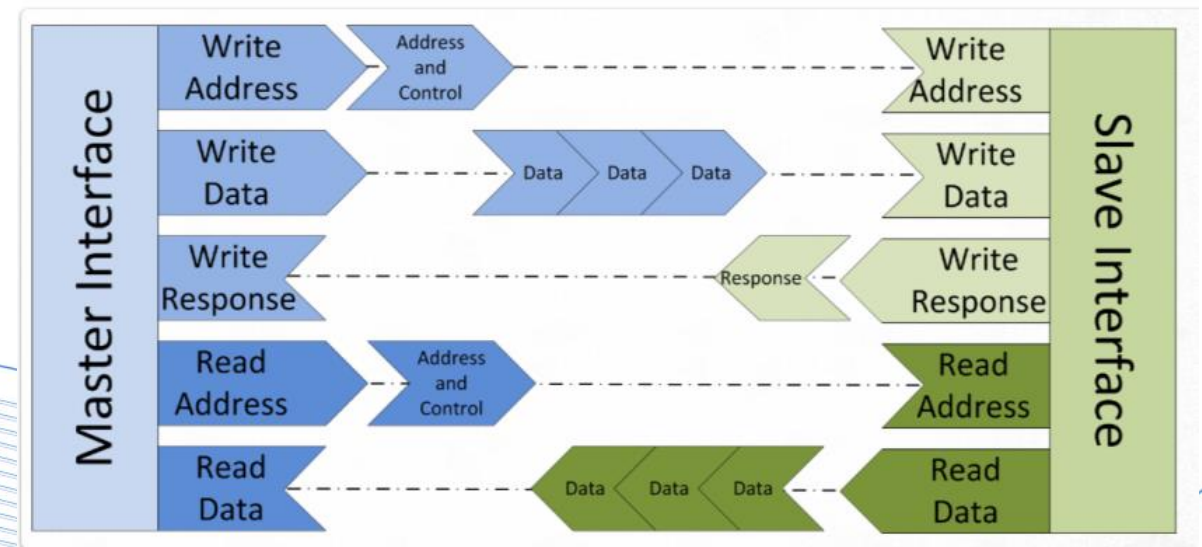 Master Interface
Write
Address
Address
and
Control
Write
Address
Write
Data
Data
Data
Data
Write
Data
Write
Response
Response
Write
Response
Read
Address
Address
and
Control
Read
Address
Read
Data
Data
Data
Data
Read
Data
Slave Interface